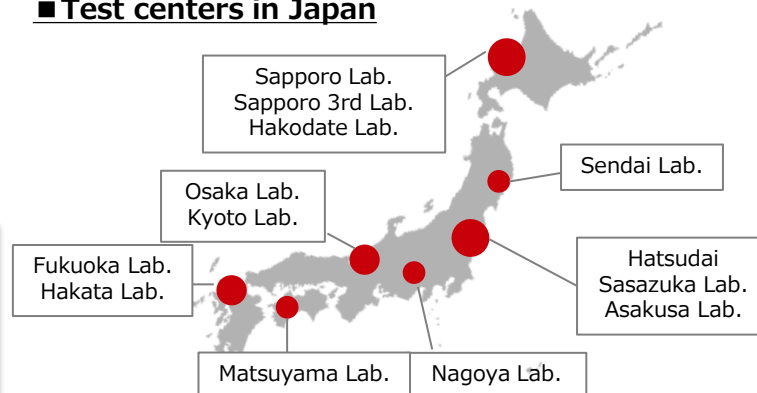 ■Test centers in Japan
Sapporo Lab.
Sapporo 3rd Lab.
Hakodate Lab.
Sendai Lab.
Osaka Lab.
Kyoto Lab.
Fukuoka Lab.
Hakata Lab.
Hatsudai
Sasazuka Lab.
Asakusa Lab.
Matsuyama Lab.
Nagoya Lab.